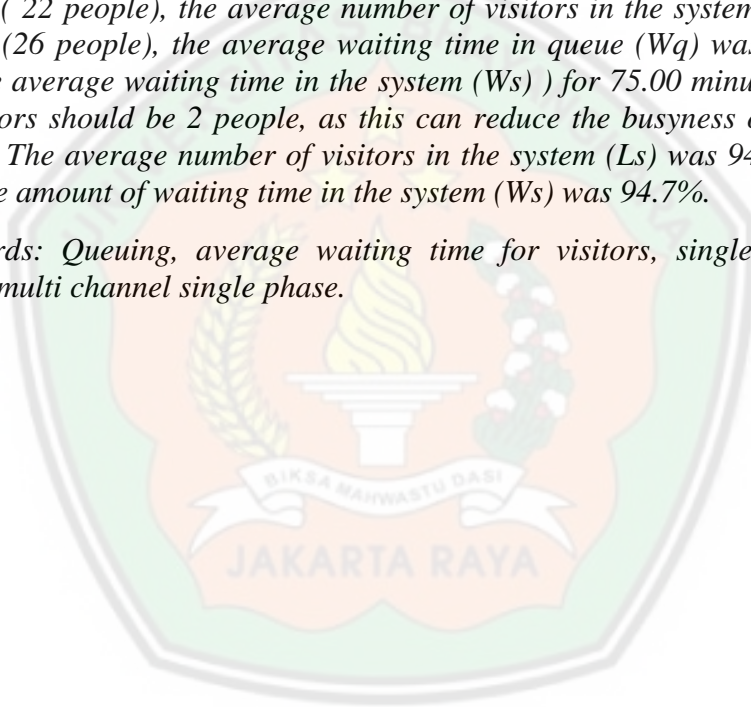 ( 22 people), the average number of visitors in the system
(26 people), the average waiting time in queue (Wq) was
average waiting time in the system (Ws) ) for 75.00
should be 2 people, as this can reduce the busyness
The average number of visitors in the system (Ls) was
amount of waiting time in the system (Ws) was 94.7%.
Queuing, average waiting time for visitors, single
multi channel single phase.
BIKSA MAHWASTU DASI
JAKARTA RAYA